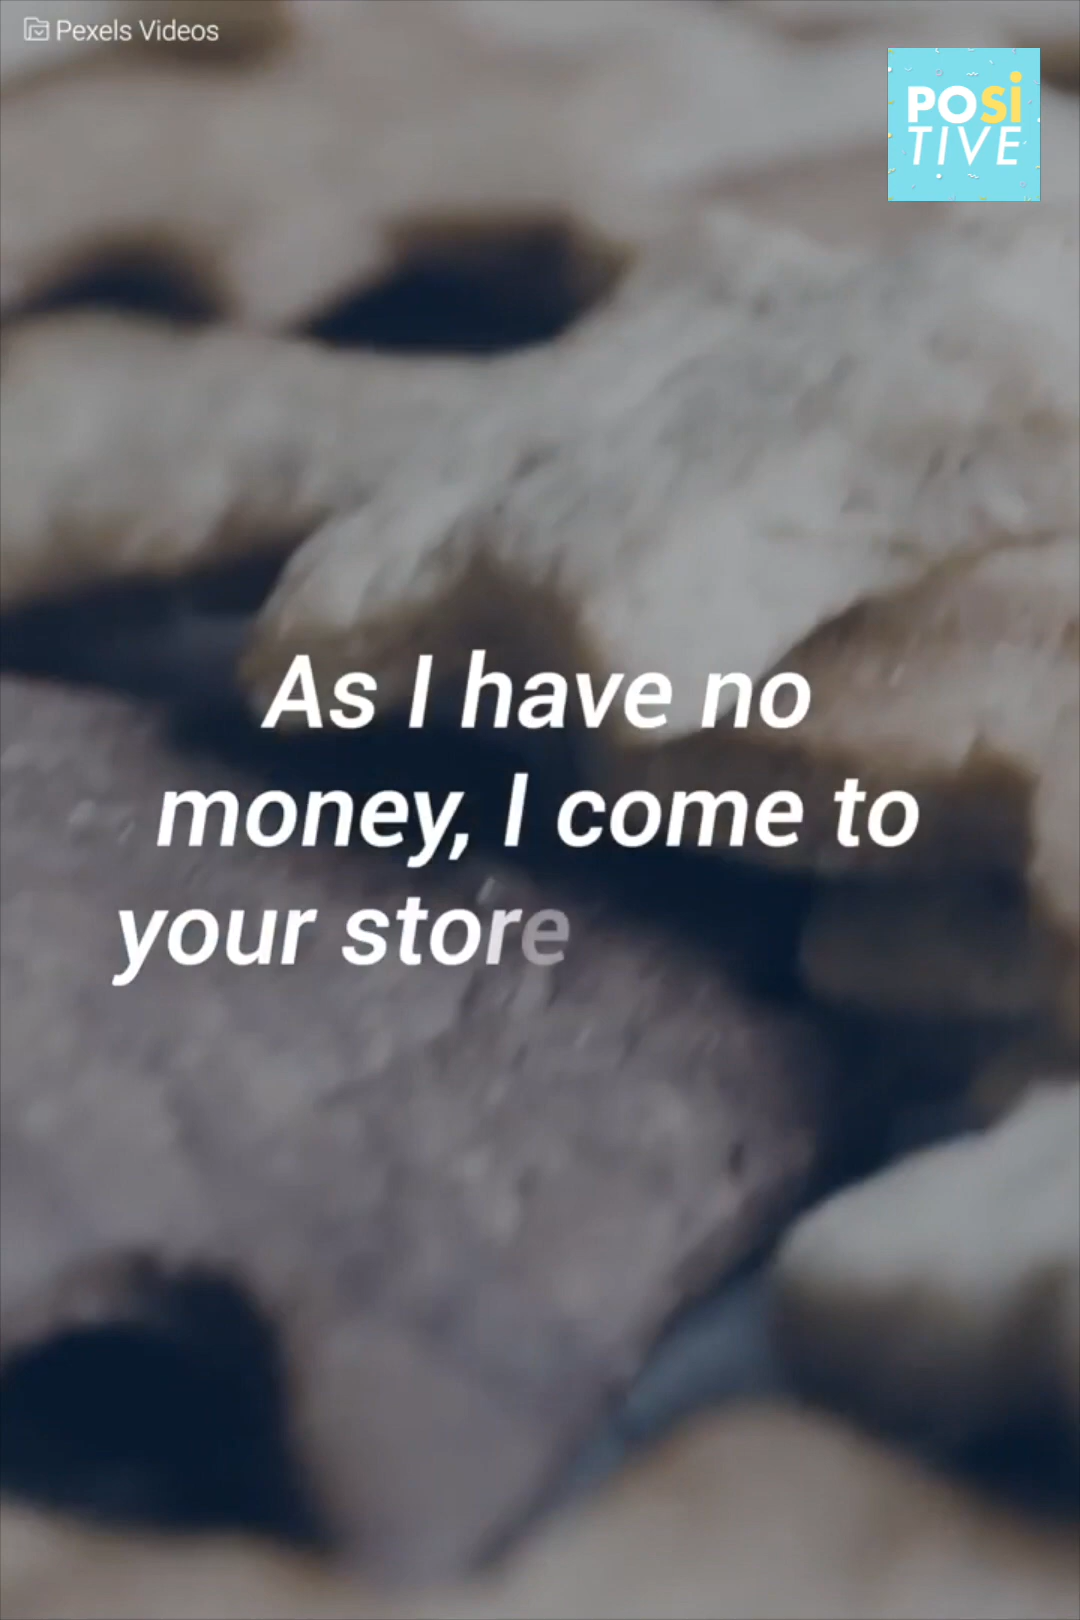 Pexels Videos
POSi
TIVE
As I have no
money, I come to
your store